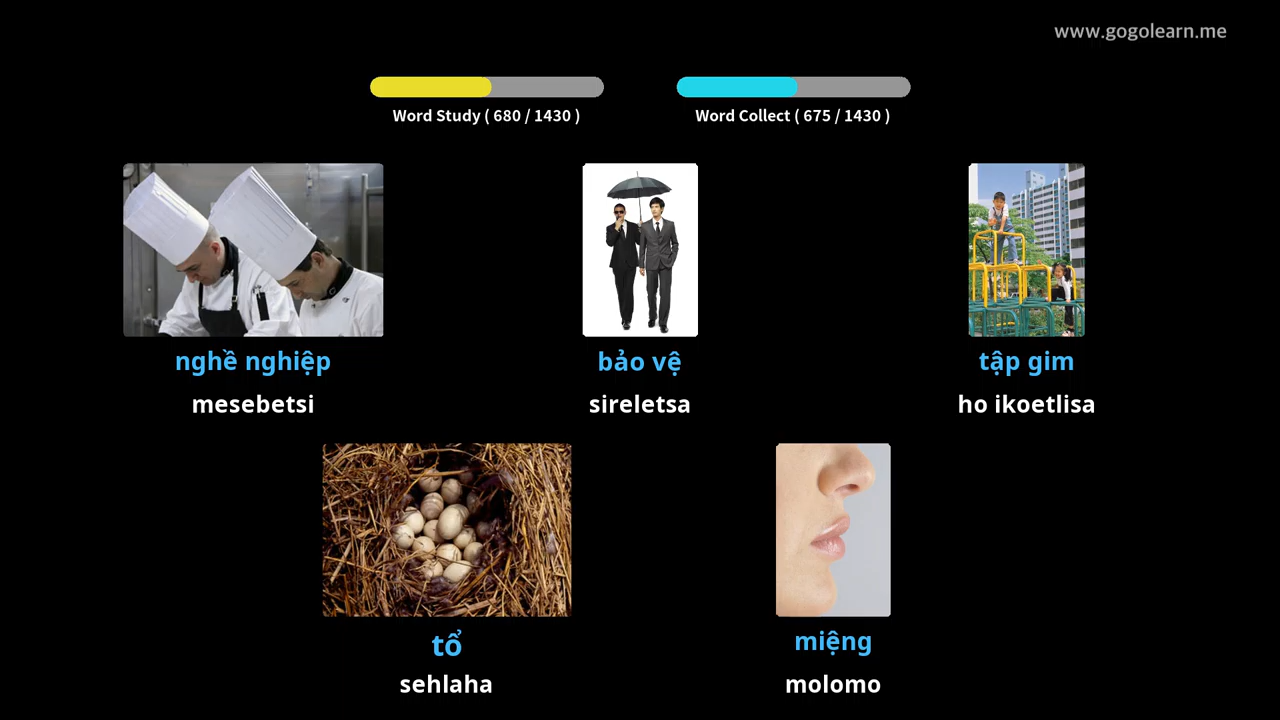 www.gogolearn.me
Word Study ( 680 / 1430 )
Word Collect ( 675 / 1430 )
nghề nghiệp
mesebetsi
bảo vệ
sireletsa
tập gim
ho ikoetlisa
tổ
sehlaha
miệng
molomo